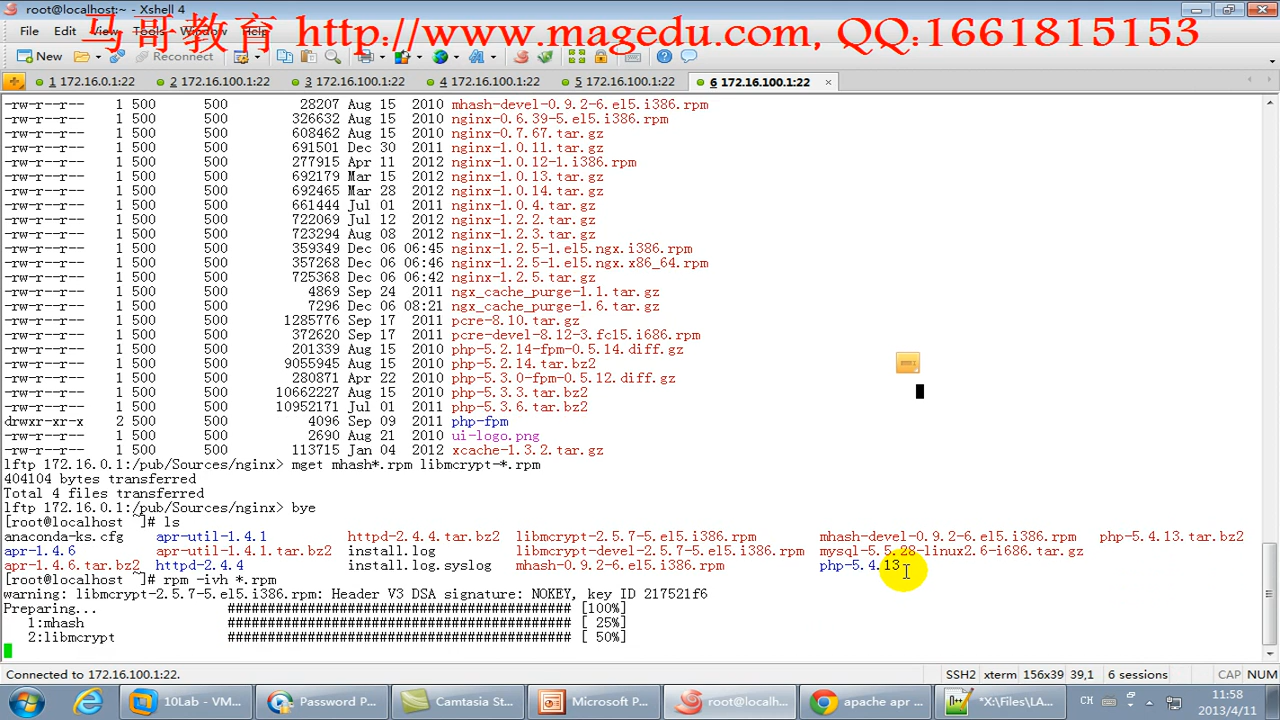 root@localhost:~ - Xshell 4
马哥教育 http://www.magedu.com, QQ:1661815153
File Edit View Tools Window Help
New Reconnect
1 172.16.0.1:22 2 172.16.100.1:22 3 172.16.100.1:22 4 172.16.100.1:22 5 172.16.100.1:22 6 172.16.100.1:22
-rw-r--r-- 1 500 500 28207 Aug 15 2010 mhash-devel-0.9.2-6.el5.i386.rpm
-rw-r--r-- 1 500 500 326632 Aug 15 2010 nginx-0.6.39-5.el5.i386.rpm
-rw-r--r-- 1 500 500 608462 Aug 15 2010 nginx-0.7.67.tar.gz
-rw-r--r-- 1 500 500 691501 Dec 30 2011 nginx-1.0.11.tar.gz
-rw-r--r-- 1 500 500 277915 Apr 11 2012 nginx-1.0.12-1.i386.rpm
-rw-r--r-- 1 500 500 692179 Mar 15 2012 nginx-1.0.13.tar.gz
-rw-r--r-- 1 500 500 692465 Mar 28 2012 nginx-1.0.14.tar.gz
-rw-r--r-- 1 500 500 661444 Jul 01 2011 nginx-1.0.4.tar.gz
-rw-r--r-- 1 500 500 722069 Jul 12 2012 nginx-1.2.2.tar.gz
-rw-r--r-- 1 500 500 723294 Aug 08 2012 nginx-1.2.3.tar.gz
-rw-r--r-- 1 500 500 359349 Dec 06 06:45 nginx-1.2.5-1.el5.ngx.i386.rpm
-rw-r--r-- 1 500 500 357268 Dec 06 06:46 nginx-1.2.5-1.el5.ngx.x86_64.rpm
-rw-r--r-- 1 500 500 725368 Dec 06 06:42 nginx-1.2.5.tar.gz
-rw-r--r-- 1 500 500 4869 Sep 24 2011 ngx_cache_purge-1.1.tar.gz
-rw-r--r-- 1 500 500 7296 Dec 06 08:21 ngx_cache_purge-1.6.tar.gz
-rw-r--r-- 1 500 500 1285776 Sep 17 2011 pcre-8.10.tar.gz
-rw-r--r-- 1 500 500 372620 Sep 17 2011 pcre-devel-8.12-3.fc15.i686.rpm
-rw-r--r-- 1 500 500 201339 Aug 15 2010 php-5.2.14-fpm-0.5.14.diff.gz
-rw-r--r-- 1 500 500 9055945 Aug 15 2010 php-5.2.14.tar.bz2
-rw-r--r-- 1 500 500 280871 Apr 22 2011 php-5.3.0-fpm-0.5.12.diff.gz
-rw-r--r-- 1 500 500 10662227 Aug 15 2010 php-5.3.3.tar.bz2
-rw-r--r-- 1 500 500 10952171 Jul 01 2011 php-5.3.6.tar.bz2
drwxr-xr-x 2 500 500 4096 Sep 09 2011 php-fpm
-rw-r--r-- 1 500 500 2690 Aug 21 2010 ui-logo.png
-rw-r--r-- 1 500 500 113715 Jan 04 2012 xcache-1.3.2.tar.gz
lftp 172.16.0.1:/pub/Sources/nginx> mget mhash*.rpm libmcrypt-*.rpm
404104 bytes transferred
Total 4 files transferred
lftp 172.16.0.1:/pub/Sources/nginx> bye
[root@localhost ~]# ls
anaconda-ks.cfg apr-util-1.4.1 httpd-2.4.4.tar.bz2 libmcrypt-2.5.7-5.el5.i386.rpm mhash-devel-0.9.2-6.el5.i386.rpm php-5.4.13.tar.bz2
apr-1.4.6 apr-util-1.4.1.tar.bz2 install.log libmcrypt-devel-2.5.7-5.el5.i386.rpm mysql-5.5.28-linux2.6-i686.tar.gz
apr-1.4.6.tar.bz2 httpd-2.4.4 install.log.syslog mhash-0.9.2-6.el5.i386.rpm php-5.4.13
[root@localhost ~]# rpm -ivh *.rpm
warning: libmcrypt-2.5.7-5.el5.i386.rpm: Header V3 DSA signature: NOKEY, key ID 217521f6
Preparing... ########################################### [100%]
1:mhash ########################################### [ 25%]
2:libmcrypt ########################################### [ 50%]
Connected to 172.16.100.1:22. SSH2 xterm 156x39 39,1 6 sessions CAP NUM
10Lab - VM... Password P... Camtasia St... Microsoft P... root@localh... apache apr ... *X:\Files\LA... CH 11:58
2013/4/11